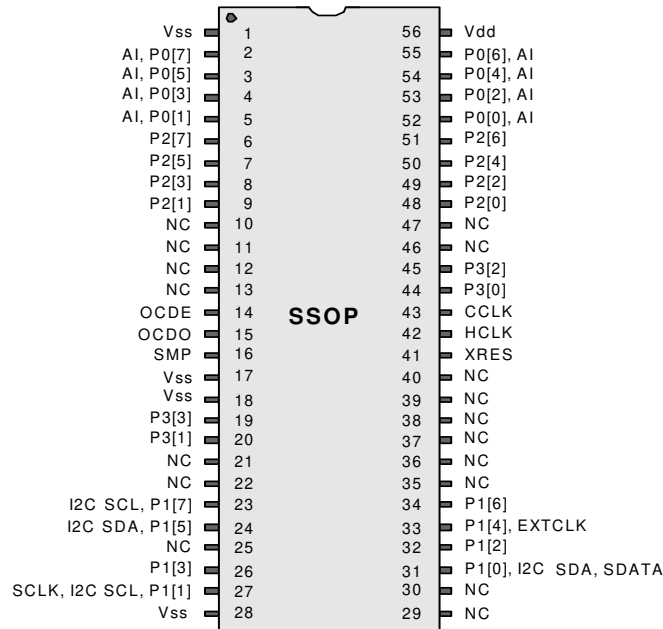 Vss 1 56 Vdd
AI, P0[7] 2 55 P0[6], AI
AI, P0[5] 3 54 P0[4], AI
AI, P0[3] 4 53 P0[2], AI
AI, P0[1] 5 52 P0[0], AI
P2[7] 6 51 P2[6]
P2[5] 7 50 P2[4]
P2[3] 8 49 P2[2]
P2[1] 9 48 P2[0]
NC 10 47 NC
NC 11 46 NC
NC 12 45 P3[2]
NC 13 44 P3[0]
OCDE 14 SSOP 43 CCLK
OCDO 15 42 HCLK
SMP 16 41 XRES
Vss 17 40 NC
Vss 18 39 NC
P3[3] 19 38 NC
P3[1] 20 37 NC
NC 21 36 NC
NC 22 35 NC
I2C SCL, P1[7] 23 34 P1[6]
I2C SDA, P1[5] 24 33 P1[4], EXTCLK
NC 25 32 P1[2]
P1[3] 26 31 P1[0], I2C SDA, SDATA
SCLK, I2C SCL, P1[1] 27 30 NC
Vss 28 29 NC